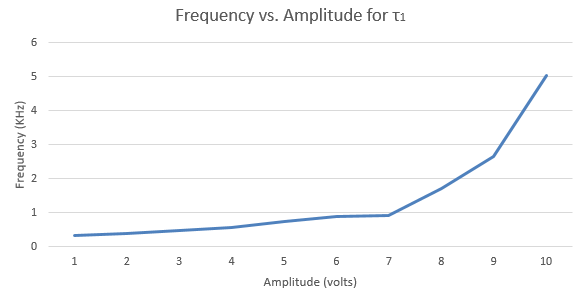 Frequency vs. Amplitude for τ1
6
5
4
3
2
1
0
Frequency (KHz)
1 2 3 4 5 6 7 8 9 10
Amplitude (volts)